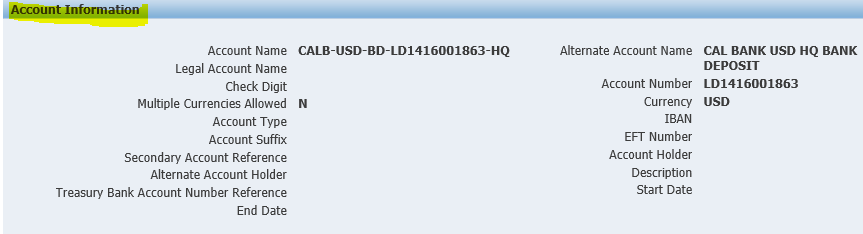 Account Information
Account Name CALB-USD-BD-LD1416001863-HQ
Legal Account Name
Check Digit
Multiple Currencies Allowed N
Account Type
Account Suffix
Secondary Account Reference
Alternate Account Holder
Treasury Bank Account Number Reference
End Date
Alternate Account Name CAL BANK USD HQ BANK
DEPOSIT
Account Number LD1416001863
Currency USD
IBAN
EFT Number
Account Holder
Description
Start Date